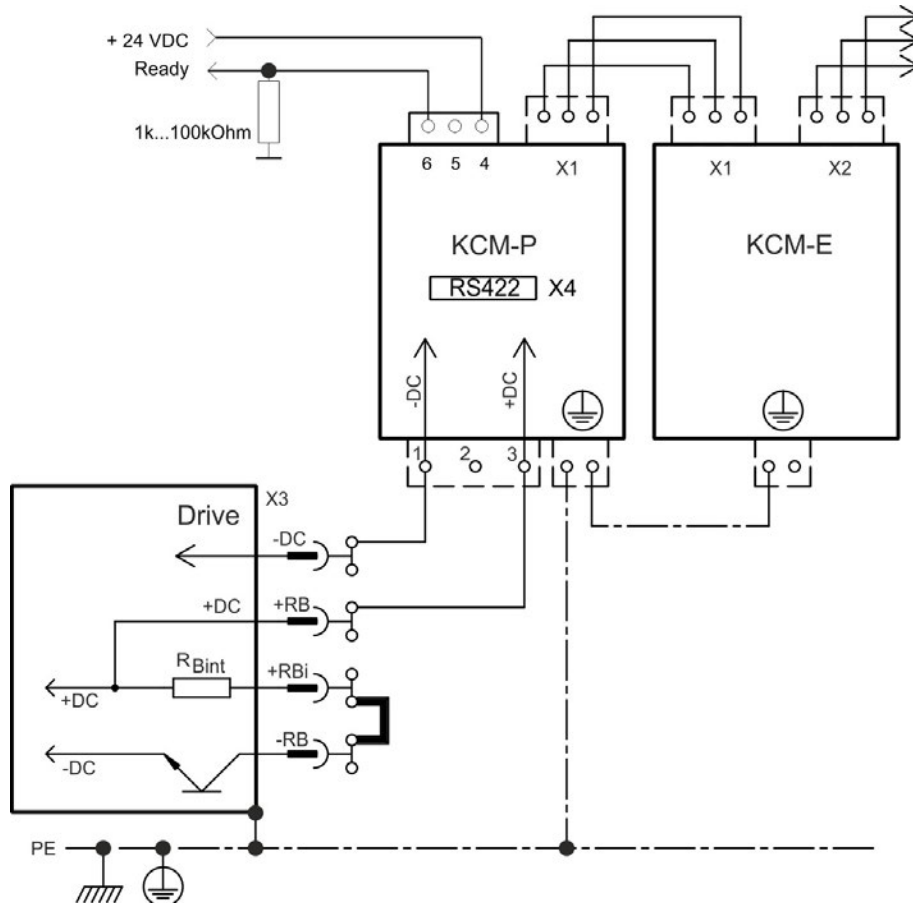 + 24 VDC
Ready
1k...100kOhm
6 5 4
X1
X1
X2
KCM-P
KCM-E
RS422 X4
-DC
+DC
1 2 3
X3
Drive
-DC
+DC
+RB
RBint
+RBi
+DC
-RB
-DC
PE